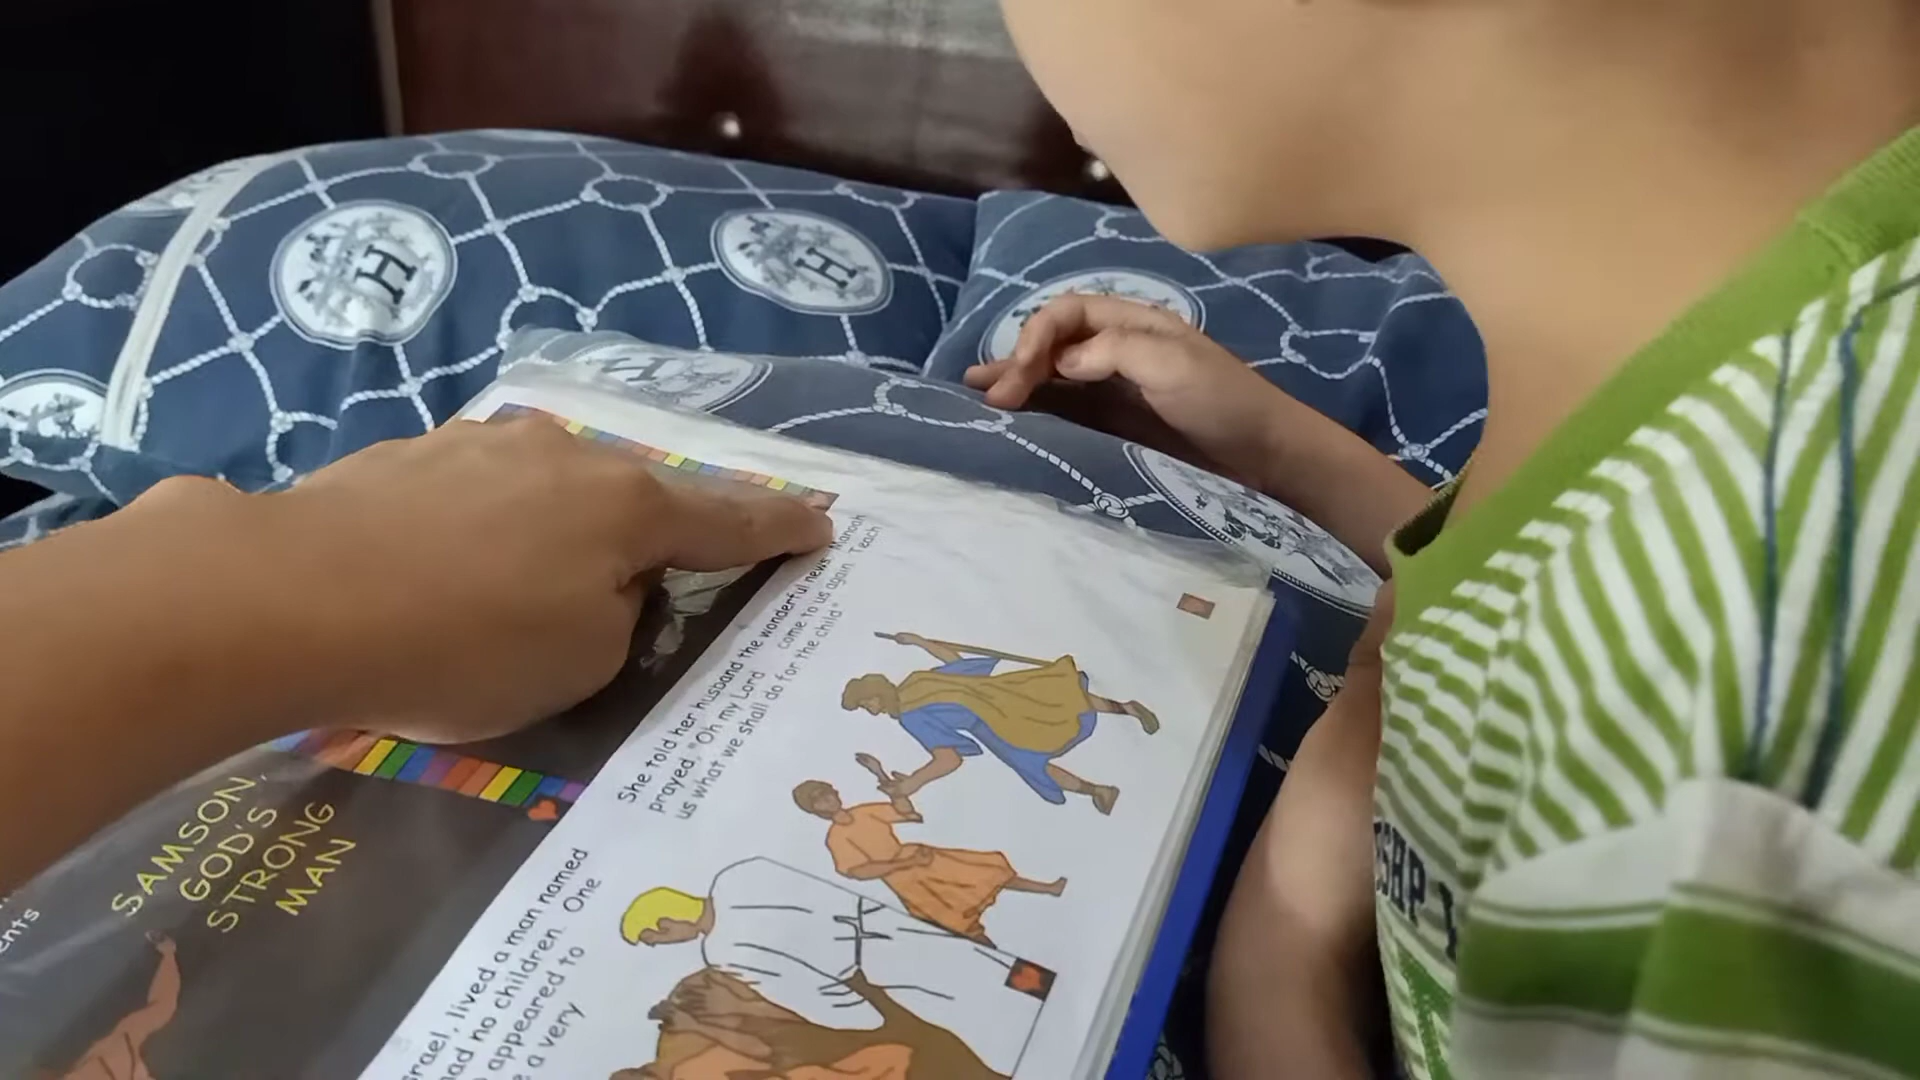 H
H
SAMSON,
GOD'S
STRONG
MAN
ents
srael, lived a man named
had no children. One
appeared to
e a very
She told her husband the wonderful news Manoah
prayed, "Oh my Lord come to us again Teach
us what we shall do for the child"